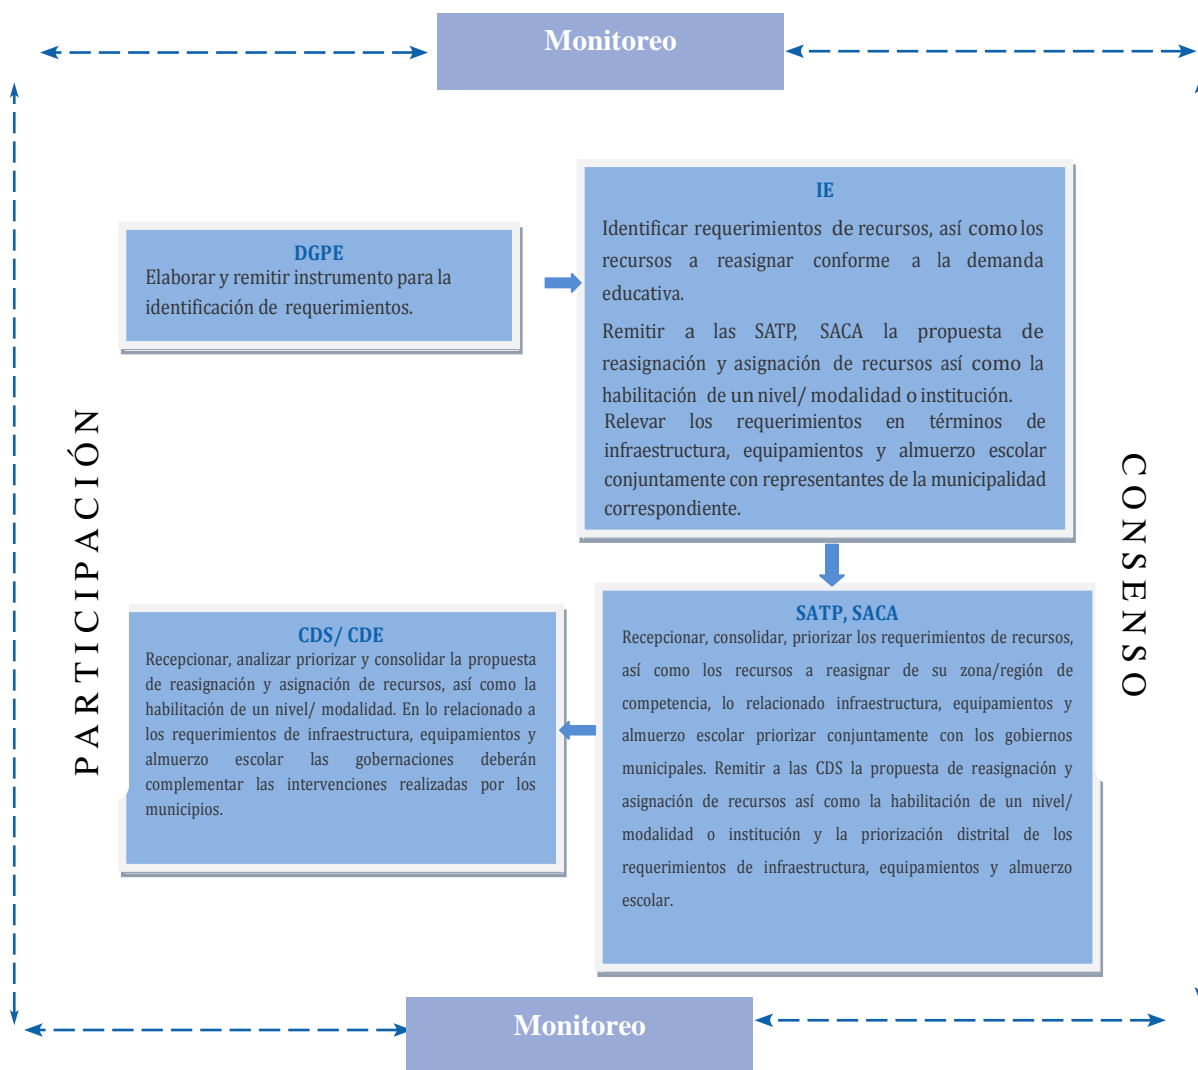 Monitoreo
DGPE
Elaborar y remitir instrumento para la
identificación de requerimientos.
IE
Identificar requerimientos de recursos, así como los
recursos a reasignar conforme a la demanda
educativa.
Remitir a las SATP, SACA la propuesta de
reasignación y asignación de recursos así como la
habilitación de un nivel/ modalidad o institución.
Relevar los requerimientos en términos de
infraestructura, equipamientos y almuerzo escolar
conjuntamente con representantes de la municipalidad
correspondiente.
PARTICIPACIÓN
CONSENSO
CDS/ CDE
Recepcionar, analizar priorizar y consolidar la propuesta
de reasignación y asignación de recursos, así como la
habilitación de un nivel/ modalidad. En lo relacionado a
los requerimientos de infraestructura, equipamientos y
almuerzo escolar las gobernaciones deberán
complementar las intervenciones realizadas por los
municipios.
SATP, SACA
Recepcionar, consolidar, priorizar los requerimientos de recursos,
así como los recursos a reasignar de su zona/región de
competencia, lo relacionado infraestructura, equipamientos y
almuerzo escolar priorizar conjuntamente con los gobiernos
municipales. Remitir a las CDS la propuesta de reasignación y
asignación de recursos así como la habilitación de un nivel/
modalidad o institución y la priorización distrital de los
requerimientos de infraestructura, equipamientos y almuerzo
escolar.
Monitoreo